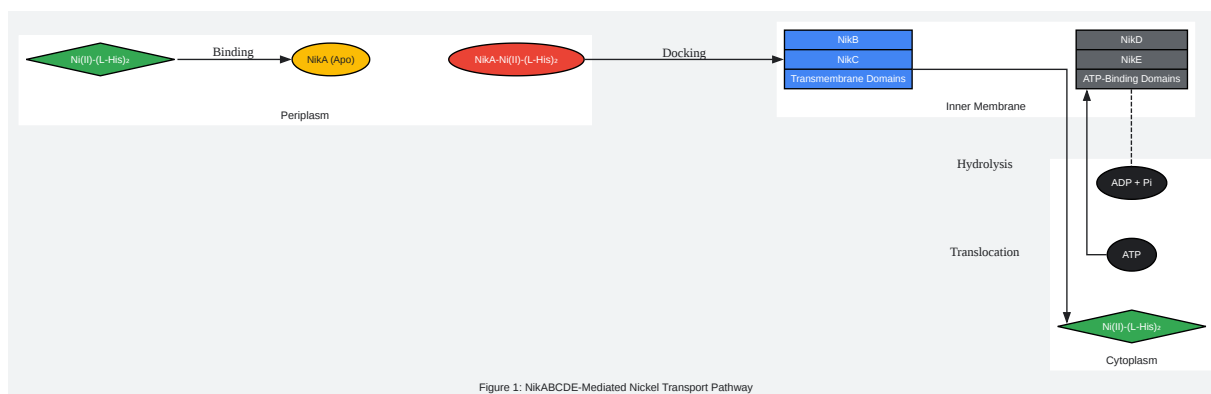 Ni(II)-(L-His)₂
Binding
NikA (Apo)
NikA-Ni(II)-(L-His)₂
Docking
Periplasm
NikB
NikC
Transmembrane Domains
NikD
NikE
ATP-Binding Domains
Inner Membrane
Hydrolysis
ADP + Pi
Translocation
ATP
Ni(II)-(L-His)₂
Cytoplasm
Figure 1: NikABCDE-Mediated Nickel Transport Pathway